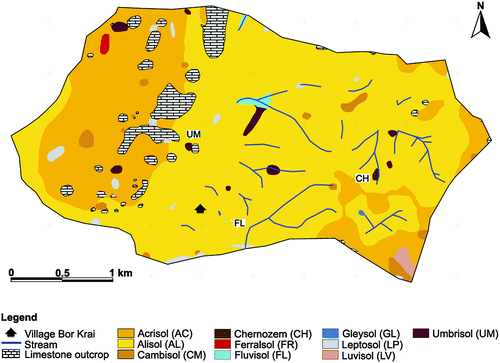 N
UM
CH
FL
0 0.5 1 km
Legend
Village Bor Krai
Stream
Limestone outcrop
Acrisol (AC)
Alisol (AL)
Cambisol (CM)
Chernozem (CH)
Ferralsol (FR)
Fluvisol (FL)
Gleysol (GL)
Leptosol (LP)
Luvisol (LV)
Umbrisol (UM)